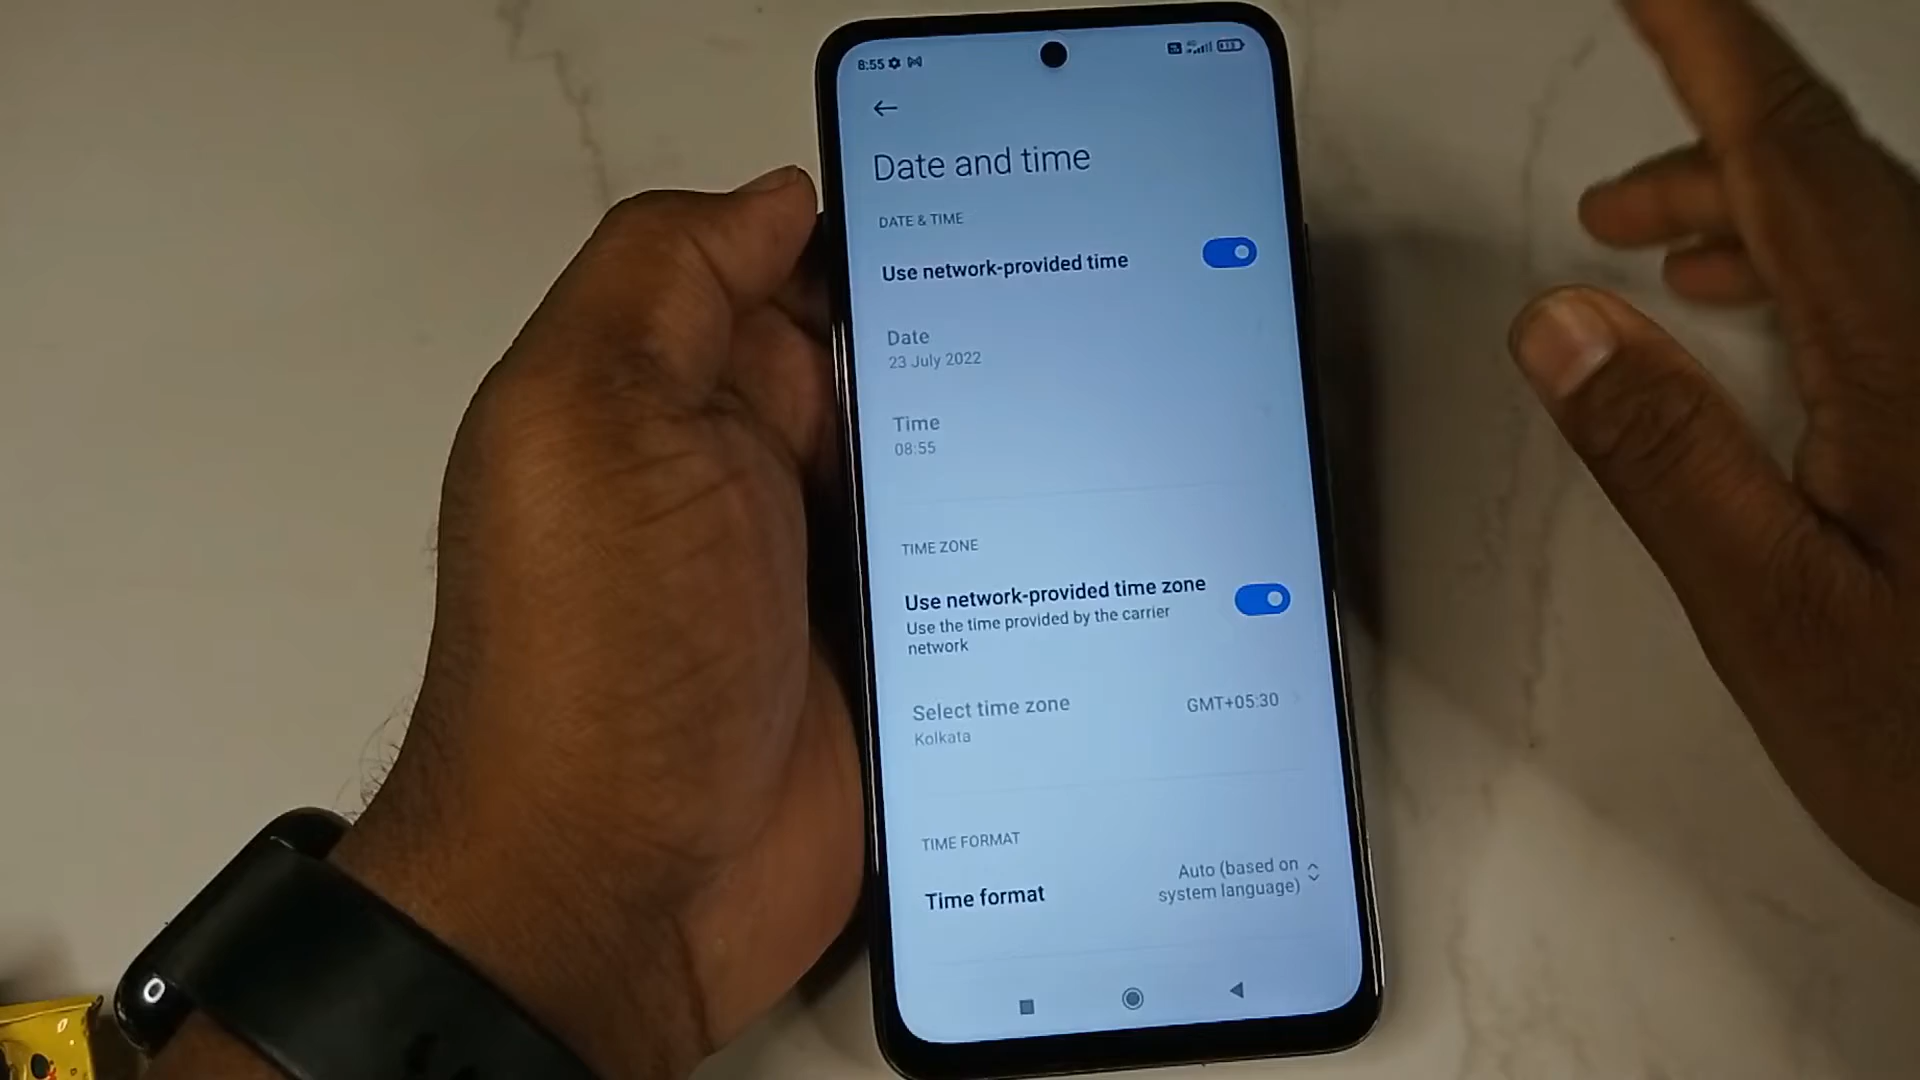 8:55
Date and time
DATE & TIME
Use network-provided time
Date
23 July 2022
Time
08:55
TIME ZONE
Use network-provided time zone
Use the time provided by the carrier
network
Select time zone
GMT+05:30
Kolkata
TIME FORMAT
Time format
Auto (based on
system language)